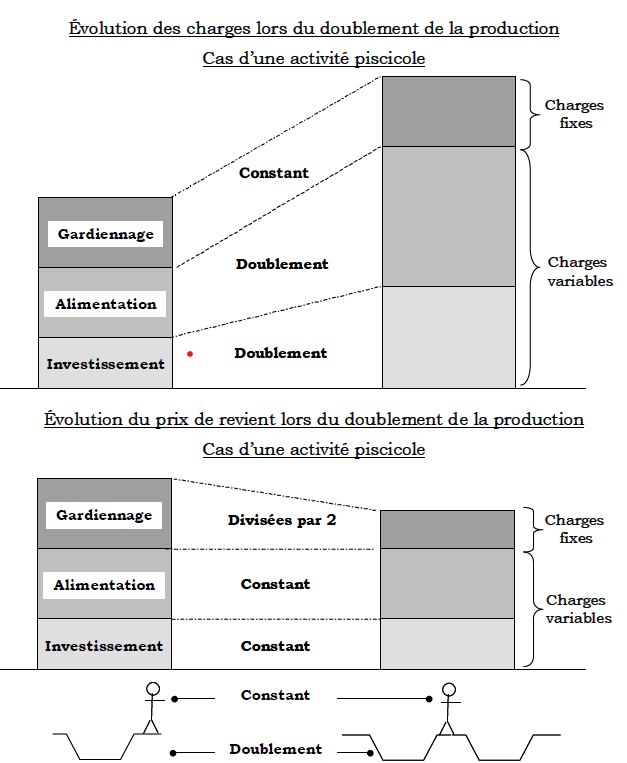 Évolution des charges lors du doublement de la production
Cas d'une activité piscicole
Charges
fixes
Constant
Gardiennage
Doublement
Charges
variables
Alimentation
Doublement
Investissement
Évolution du prix de revient lors du doublement de la production
Cas d'une activité piscicole
Gardiennage
Divisées par 2
Charges
fixes
Alimentation
Constant
Charges
variables
Investissement
Constant
Constant
Doublement